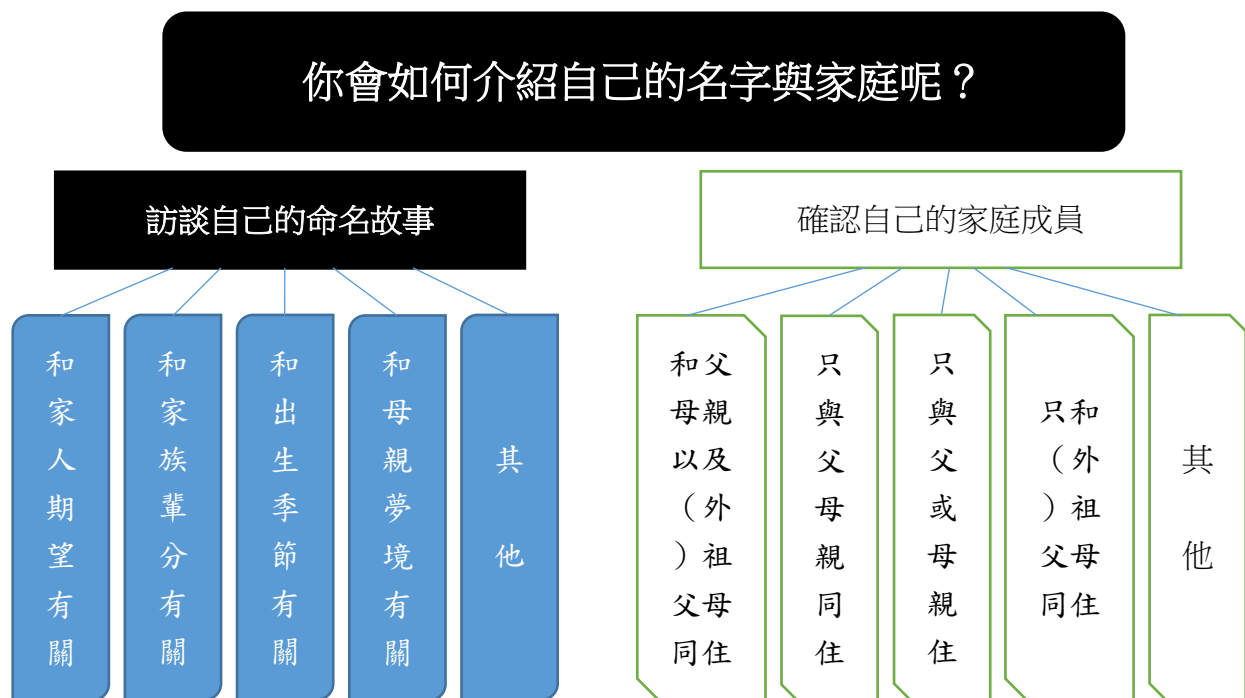 你會如何介紹自己的名字與家庭呢？
訪談自己的命名故事
和家人期望有關
和家族輩分有關
和出生季節有關
和母親夢境有關
其他
確認自己的家庭成員
和父
母親
以及
（外
）祖
父母
同住
只與父母親同住
只與父或母親住
只和
（外
）祖
父母
同住
其他